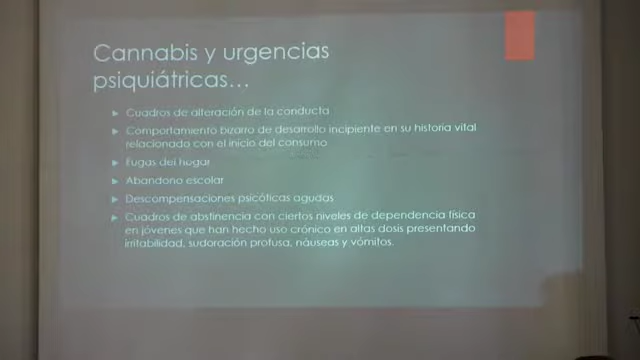 Cannabis y urgencias
psiquiátricas...
Cuadros de alteración de la conducta
Comportamiento bizarro de desarrollo incipiente en su historia vital
relacionado con el inicio del consumo
Fugas del hogar
Abandono escolar
Descompensaciones psicóticas agudas
Cuadros de abstinencia con ciertos niveles de dependencia física
en jóvenes que han hecho uso crónico en altas dosis presentando
irritabilidad, sudoración profusa, náuseas y vómitos.